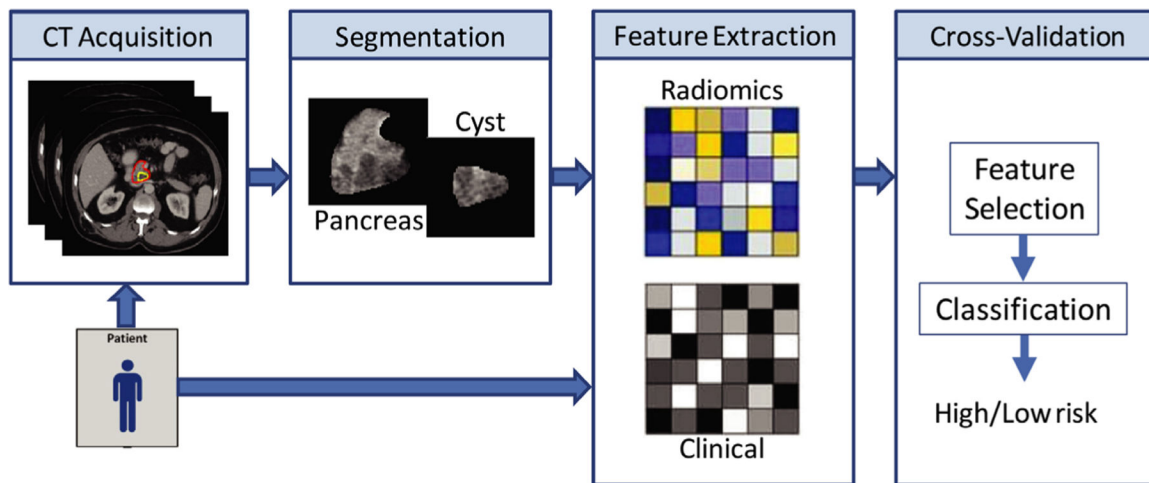 CT Acquisition
Segmentation
Feature Extraction
Cross-Validation
Pancreas
Cyst
Radiomics
Clinical
Feature
Selection
Classification
High/Low risk
Patient